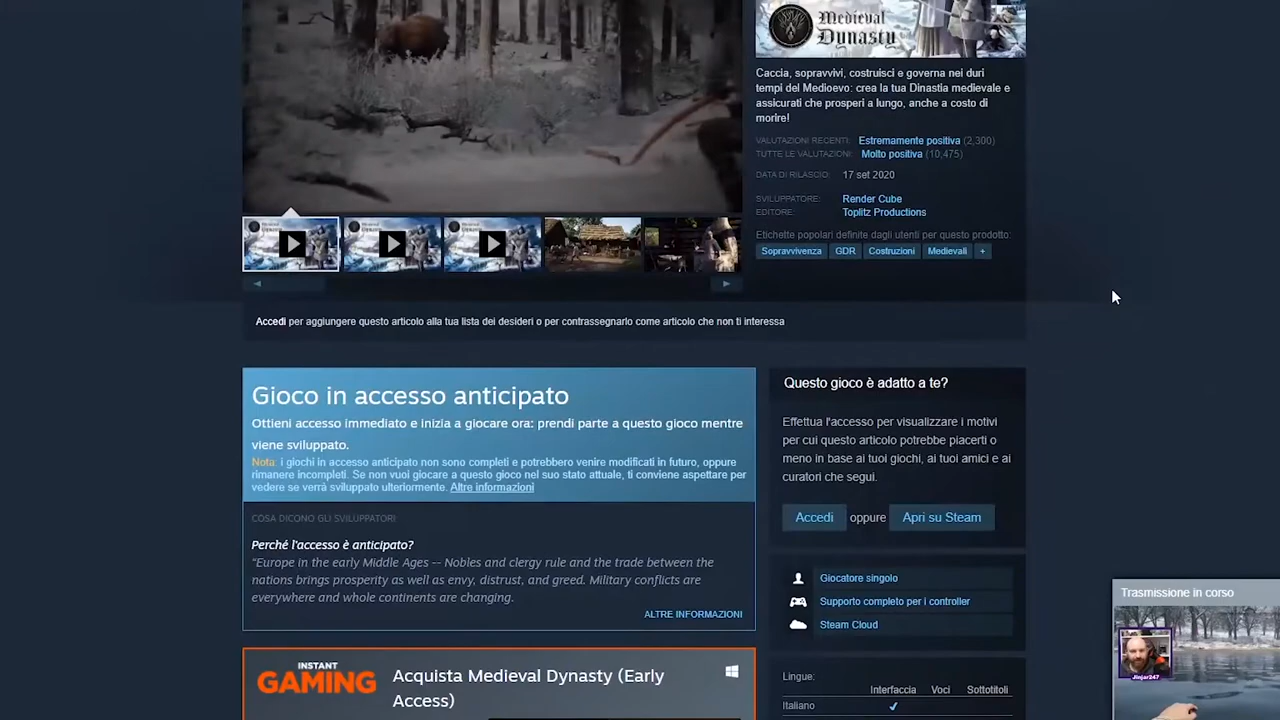 Medieval
Dynasty
Caccia, sopravvivi, costruisci e governa nei duri
tempi del Medioevo: crea la tua Dinastia medievale e
assicurati che prosperi a lungo, anche a costo di
morire!
VALUTAZIONI RECENTI: Estremamente positiva (2,300)
TUTTE LE VALUTAZIONI: Molto positiva (10,475)
DATA DI RILASCIO: 17 set 2020
SVILUPPATORE: Render Cube
EDITORE: Toplitz Productions
Etichette popolari definite dagli utenti per questo prodotto:
Sopravvivenza GDR Costruzioni Medievali +
Accedi per aggiungere questo articolo alla tua lista dei desideri o per contrassegnarlo come articolo che non ti interessa
Gioco in accesso anticipato
Ottieni accesso immediato e inizia a giocare ora: prendi parte a questo gioco mentre
viene sviluppato.
Nota: i giochi in accesso anticipato non sono completi e potrebbero venire modificati in futuro, oppure
rimanere incompleti. Se non vuoi giocare a questo gioco nel suo stato attuale, ti conviene aspettare per
vedere se verrà sviluppato ulteriormente. Altre informazioni
COSA DICONO GLI SVILUPPATORI:
Perché l'accesso è anticipato?
"Europe in the early Middle Ages -- Nobles and clergy rule and the trade between the
nations brings prosperity as well as envy, distrust, and greed. Military conflicts are
everywhere and whole continents are changing.
ALTRE INFORMAZIONI
INSTANT
GAMING
Acquista Medieval Dynasty (Early
Access)
Questo gioco è adatto a te?
Effettua l'accesso per visualizzare i motivi
per cui questo articolo potrebbe piacerti o
meno in base ai tuoi giochi, ai tuoi amici e ai
curatori che segui.
Accedi oppure Apri su Steam
Giocatore singolo
Supporto completo per i controller
Steam Cloud
Lingue:
Interfaccia Voci Sottotitoli
Italiano ✔
Trasmissione in corso
Jinjar247